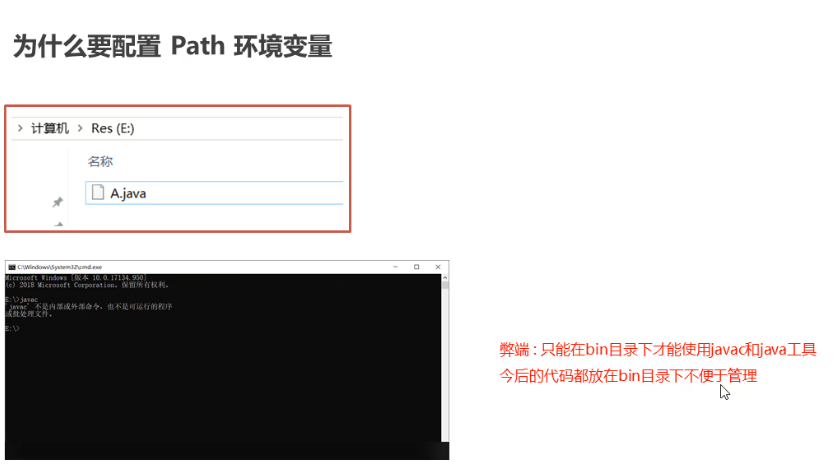 为什么要配置 Path 环境变量
计算机 > Res (E:)
名称
A.java
C:\Windows\System32\cmd.exe
Microsoft Windows [版本 10.0.17134.950]
(c) 2018 Microsoft Corporation。保留所有权利。
E:\>javac
'javac' 不是内部或外部命令，也不是可运行的程序
或批处理文件。
E:\>
弊端 : 只能在bin目录下才能使用javac和java工具
今后的代码都放在bin目录下不便于管理